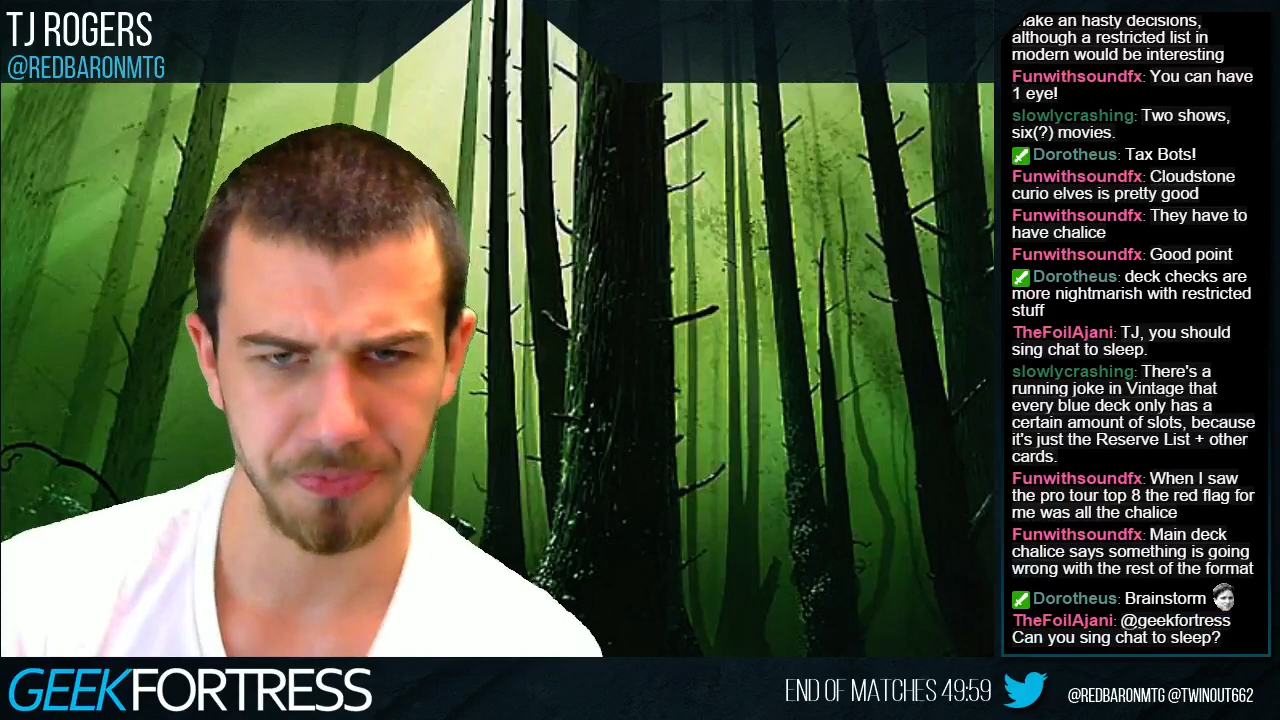 TJ ROGERS
@REDBARONMTG
make an hasty decisions,
although a restricted list in
modern would be interesting
Funwithsoundfx: You can have
1 eye!
slowlycrashing: Two shows,
six(?) movies.
Dorotheus: Tax Bots!
Funwithsoundfx: Cloudstone
curio elves is pretty good
Funwithsoundfx: They have to
have chalice
Funwithsoundfx: Good point
Dorotheus: deck checks are
more nightmarish with restricted
stuff
TheFoilAjani: TJ, you should
sing chat to sleep.
slowlycrashing: There's a
running joke in Vintage that
every blue deck only has a
certain amount of slots, because
it's just the Reserve List + other
cards.
Funwithsoundfx: When I saw
the pro tour top 8 the red flag for
me was all the chalice
Funwithsoundfx: Main deck
chalice says something is going
wrong with the rest of the format
Dorotheus: Brainstorm
TheFoilAjani: @geekfortress
Can you sing chat to sleep?
GEEKFORTRESS
END OF MATCHES 49:59
@REDBARONMTG @TWINOUT662